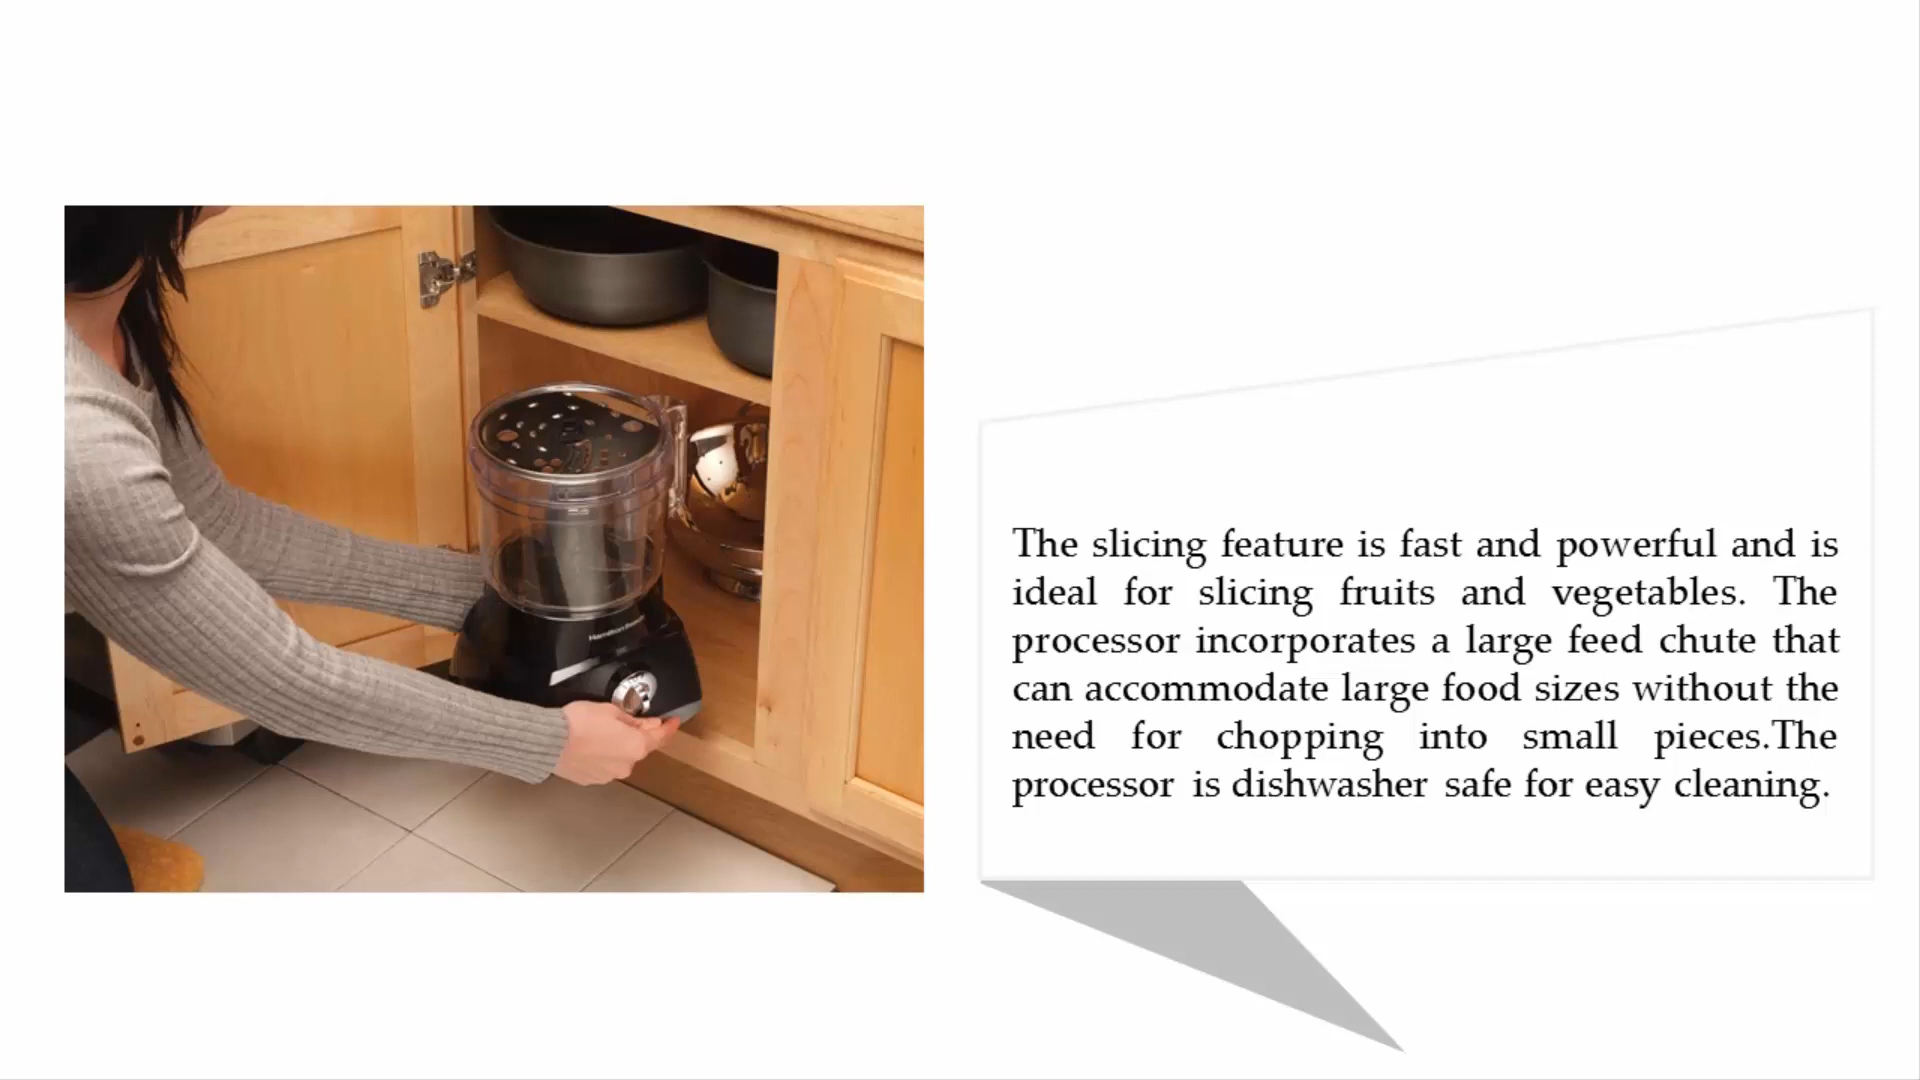 Hamilton Beach
The slicing feature is fast and powerful and is
ideal for slicing fruits and vegetables. The
processor incorporates a large feed chute that
can accommodate large food sizes without the
need for chopping into small pieces.The
processor is dishwasher safe for easy cleaning.